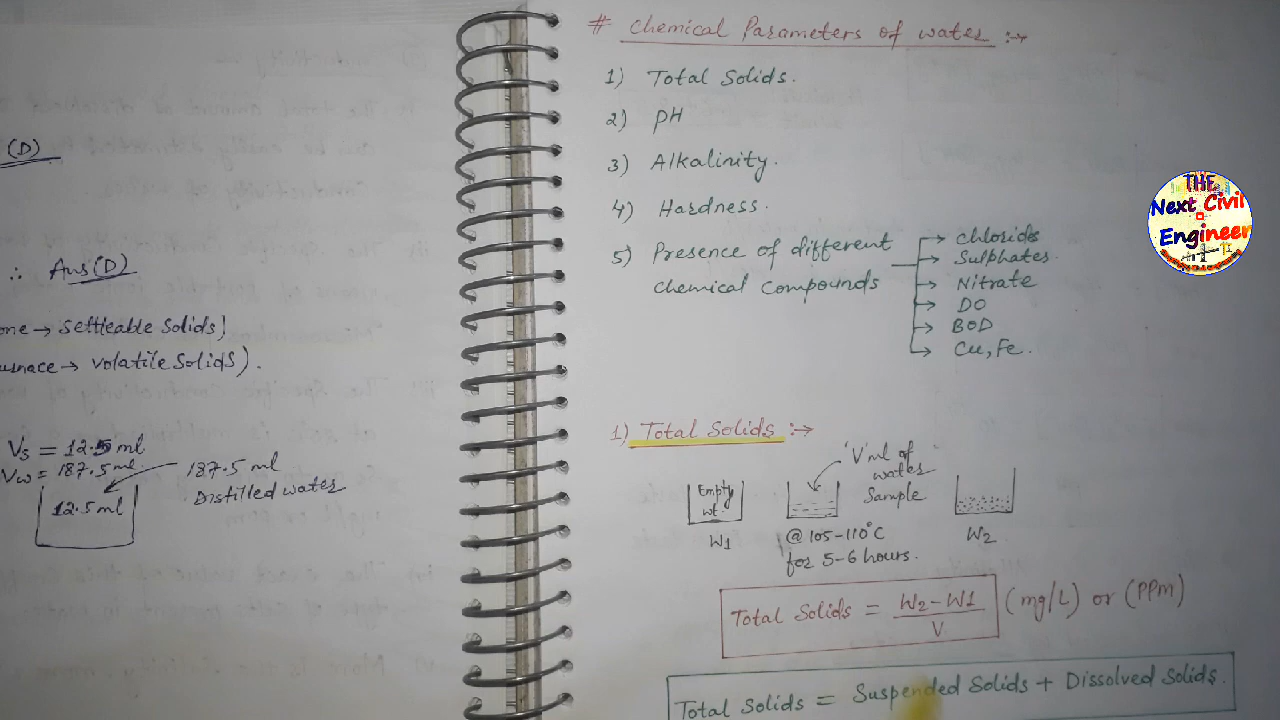 (D)
∴ Ans(D)
one → settleable solids)
urnace → volatile solids).
Vs = 12.5 ml
Vw = 187.5 ml
187.5 ml
Distilled water
12.5 ml
# Chemical Parameters of water :→
1) Total Solids.
2) pH
3) Alkalinity.
4) Hardness.
5) Presence of different
chemical compounds
→ chlorides
→ Sulphates.
→ Nitrate
→ DO
→ BOD
→ Cu, Fe.
1) Total Solids :→
Empty
wt
W1
'V' ml of
water
Sample
@ 105-110°C
for 5-6 hours.
W2
Total Solids = W2-W1 / V (mg/L) or (PPm)
Total Solids = Suspended Solids + Dissolved Solids.
THE
Next Civil
Engineer